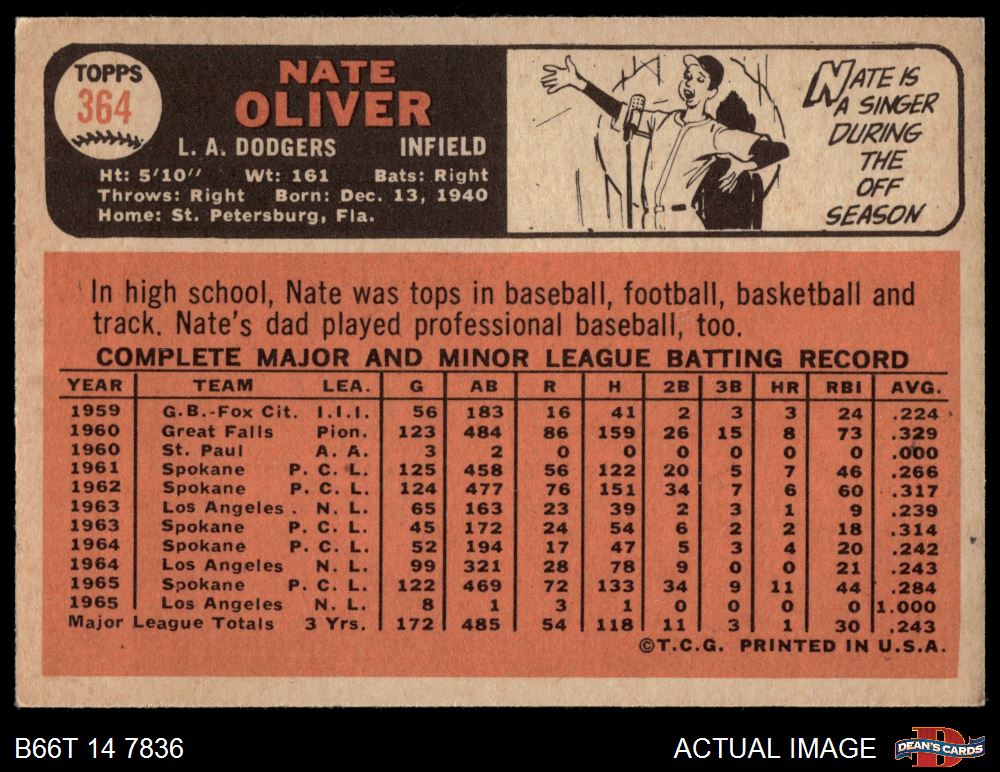 TOPPS
364
NATE
OLIVER
L. A. DODGERS INFIELD
Ht: 5'10" Wt: 161 Bats: Right
Throws: Right Born: Dec. 13, 1940
Home: St. Petersburg, Fla.
NATE IS
A SINGER
DURING
THE
OFF
SEASON
In high school, Nate was tops in baseball, football, basketball and
track. Nate's dad played professional baseball, too.
COMPLETE MAJOR AND MINOR LEAGUE BATTING RECORD
YEAR TEAM LEA. G AB R H 2B 3B HR RBI AVG.
1959 G.B.-Fox Cit. I.I.I. 56 183 16 41 2 3 3 24 .224
1960 Great Falls Pion. 123 484 86 159 26 15 8 73 .329
1960 St. Paul A. A. 3 2 0 0 0 0 0 0 .000
1961 Spokane P. C. L. 125 458 56 122 20 5 7 46 .266
1962 Spokane P. C. L. 124 477 76 151 34 7 6 60 .317
1963 Los Angeles . N. L. 65 163 23 39 2 3 1 9 .239
1963 Spokane P. C. L. 45 172 24 54 6 2 2 18 .314
1964 Spokane P. C. L. 52 194 17 47 5 3 4 20 .242
1964 Los Angeles N. L. 99 321 28 78 9 0 0 21 .243
1965 Spokane P. C. L. 122 469 72 133 34 9 11 44 .284
1965 Los Angeles N. L. 8 1 3 1 0 0 0 0 1.000
Major League Totals 3 Yrs. 172 485 54 118 11 3 1 30 .243
©T.C.G. PRINTED IN U.S.A.
B66T 14 7836 ACTUAL IMAGE
D
DEAN'S CARDS